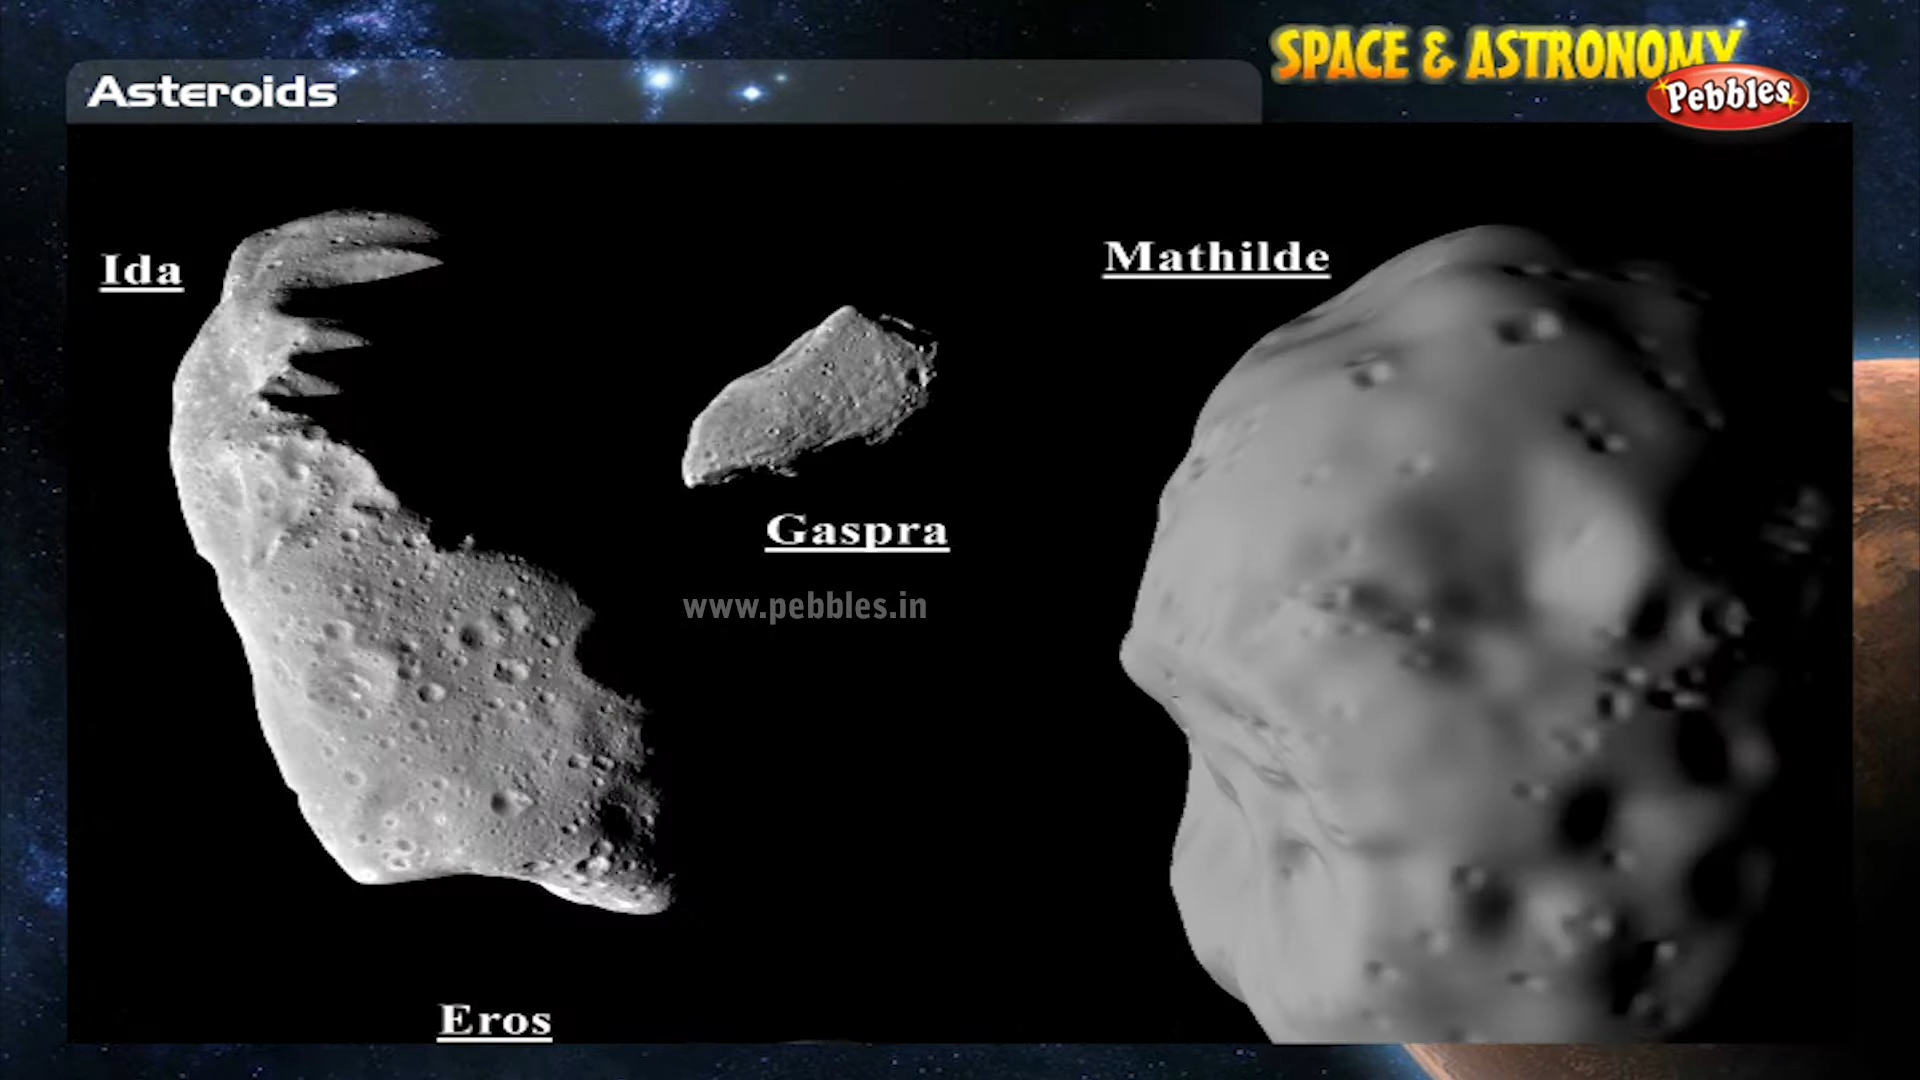 SPACE & ASTRONOMY
Pebbles
Asteroids
Ida
Mathilde
Gaspra
www.pebbles.in
Eros